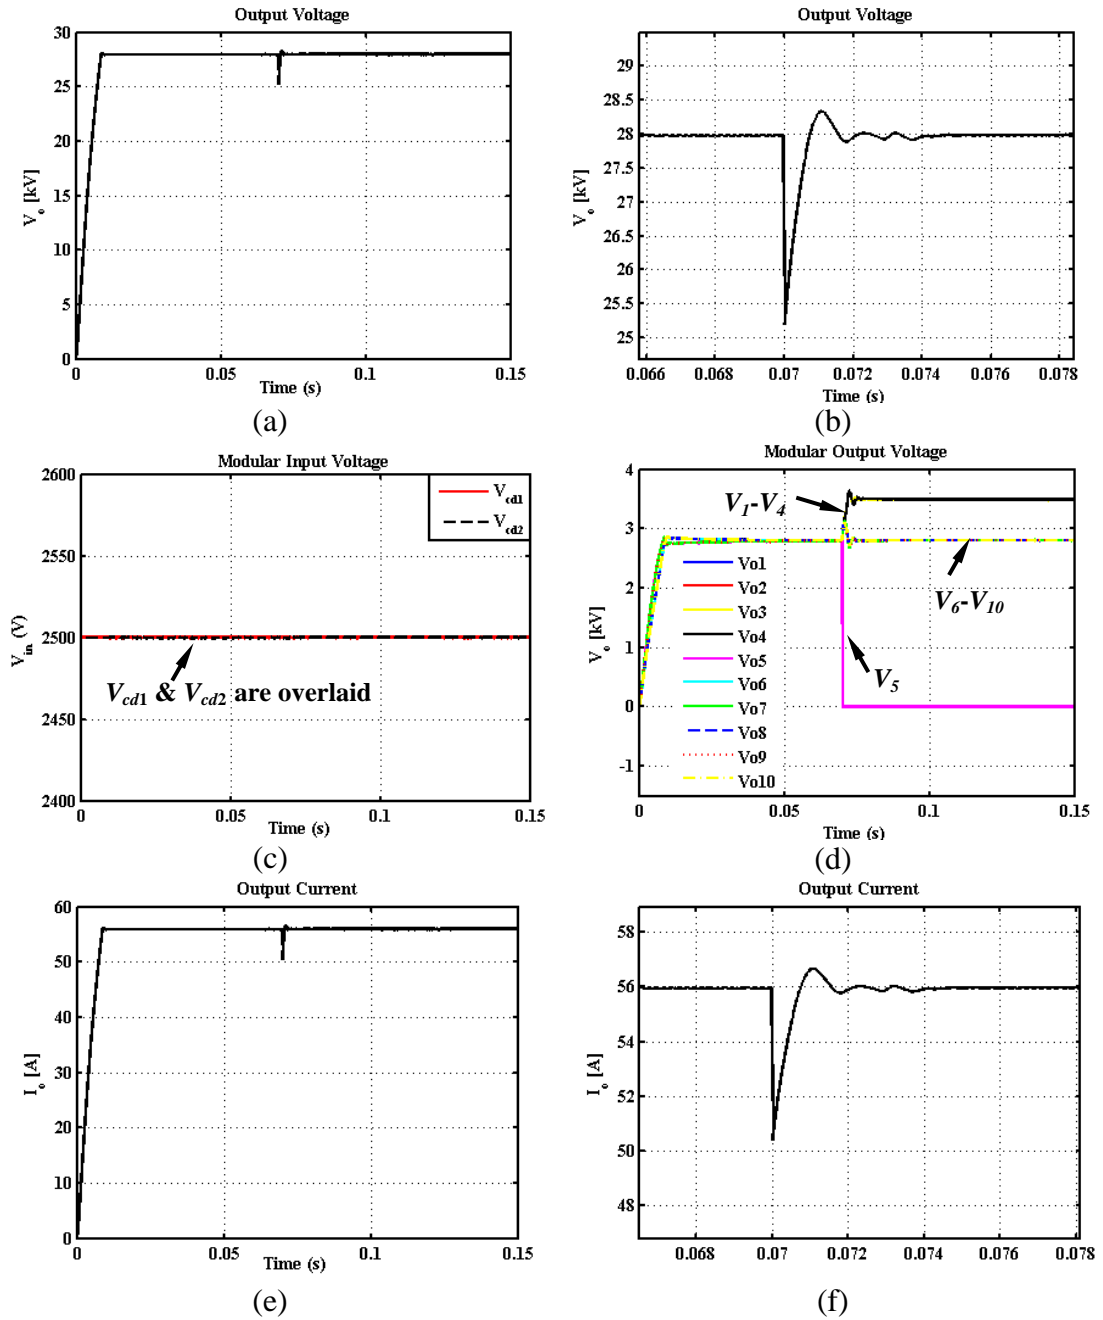 Output Voltage
30
25
20
15
10
5
0
V_o [kV]
0
0.05
0.1
0.15
Time (s)
(a)
Output Voltage
29
28.5
28
27.5
27
26.5
26
25.5
25
V_o [kV]
0.066
0.068
0.07
0.072
0.074
0.076
0.078
Time (s)
(b)
Modular Input Voltage
2600
2550
2500
2450
2400
V_in (V)
V_cd1
V_cd2
V_cd1 & V_cd2 are overlaid
0
0.05
0.1
0.15
Time (s)
(c)
Modular Output Voltage
4
3
2
1
0
-1
V_o [kV]
V_1-V_4
V_6-V_10
V_5
Vo1
Vo2
Vo3
Vo4
Vo5
Vo6
Vo7
Vo8
Vo9
Vo10
0
0.05
0.1
0.15
Time (s)
(d)
Output Current
60
50
40
30
20
10
0
I_o [A]
0
0.05
0.1
0.15
Time (s)
(e)
Output Current
58
56
54
52
50
48
I_o [A]
0.068
0.07
0.072
0.074
0.076
0.078
(f)